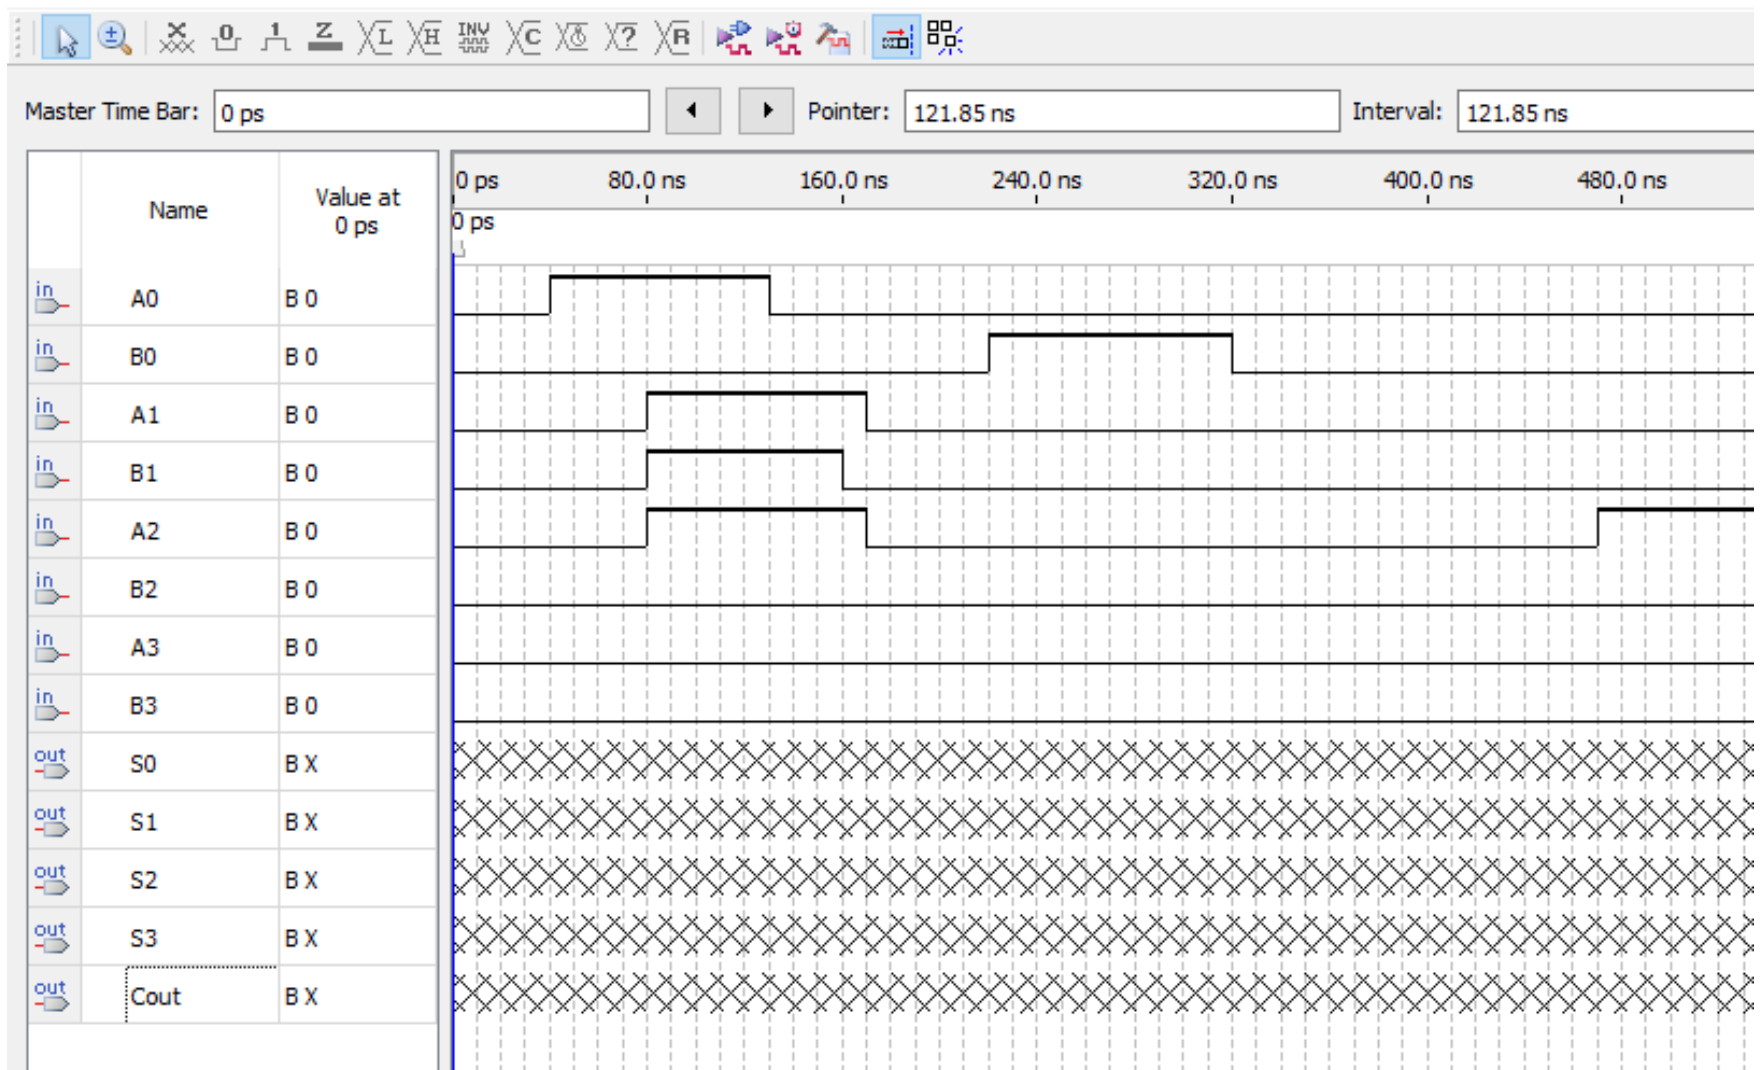 X 0 1 Z L H INV C ? R
Master Time Bar: 0 ps Pointer: 121.85 ns Interval: 121.85 ns
Name Value at 0 ps
0 ps 80.0 ns 160.0 ns 240.0 ns 320.0 ns 400.0 ns 480.0 ns
0 ps
in A0 B 0
in B0 B 0
in A1 B 0
in B1 B 0
in A2 B 0
in B2 B 0
in A3 B 0
in B3 B 0
out S0 B X
out S1 B X
out S2 B X
out S3 B X
out Cout B X